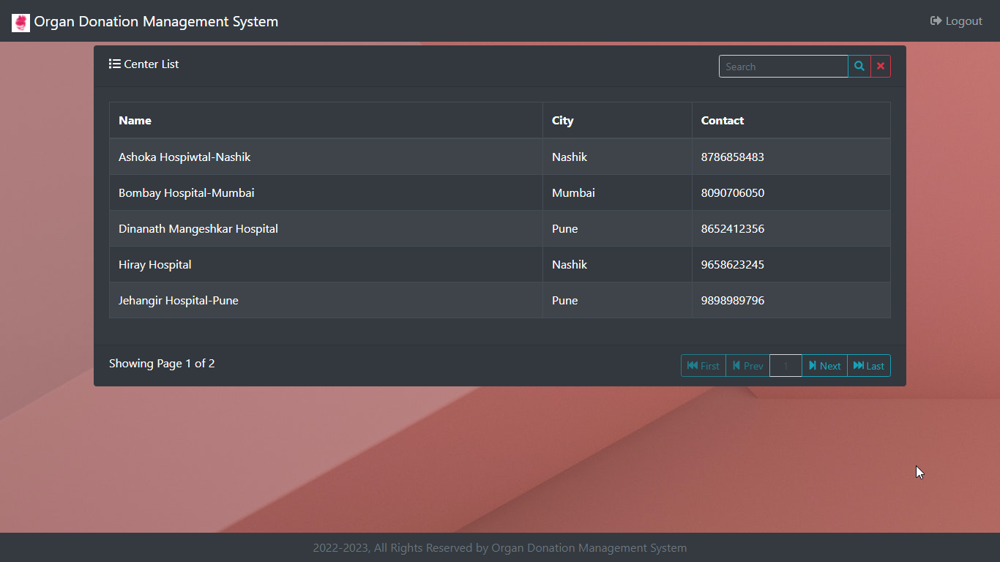 Organ Donation Management System
Logout
Center List
Search
Name City Contact
Ashoka Hospiwtal-Nashik Nashik 8786858483
Bombay Hospital-Mumbai Mumbai 8090706050
Dinanath Mangeshkar Hospital Pune 8652412356
Hiray Hospital Nashik 9658623245
Jehangir Hospital-Pune Pune 9898989796
Showing Page 1 of 2
First Prev 1 Next Last
2022-2023, All Rights Reserved by Organ Donation Management System